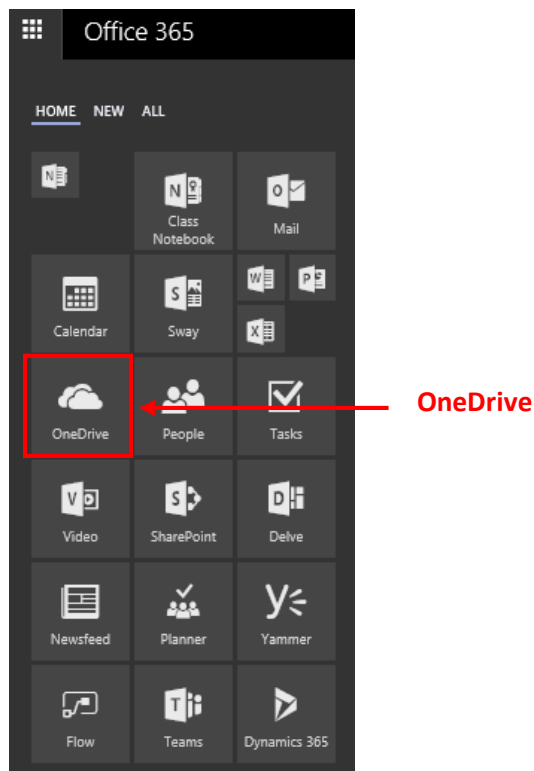 Office 365
HOME NEW ALL
N
N
Class
Notebook
O
Mail
Calendar
S
Sway
W
P
X
OneDrive
People
Tasks
OneDrive
V
Video
S
SharePoint
D
Delve
Newsfeed
Planner
Y
Yammer
Flow
T
Teams
Dynamics 365